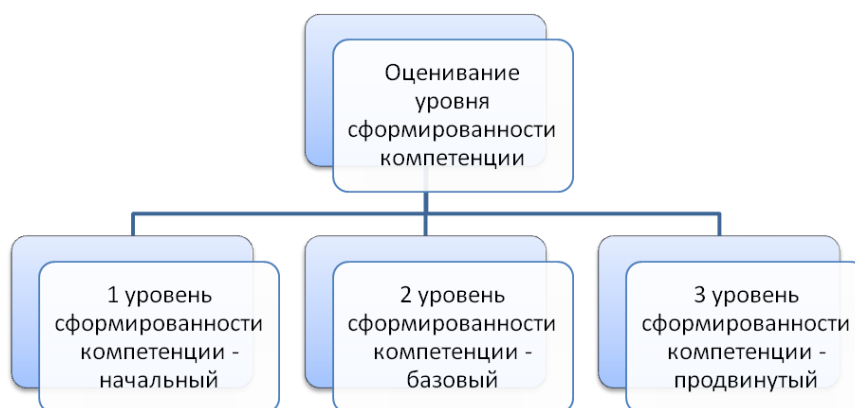 Оценивание
уровня
сформированности
компетенции
1 уровень
сформированности
компетенции -
начальный
2 уровень
сформированности
компетенции -
базовый
3 уровень
сформированности
компетенции -
продвинутый